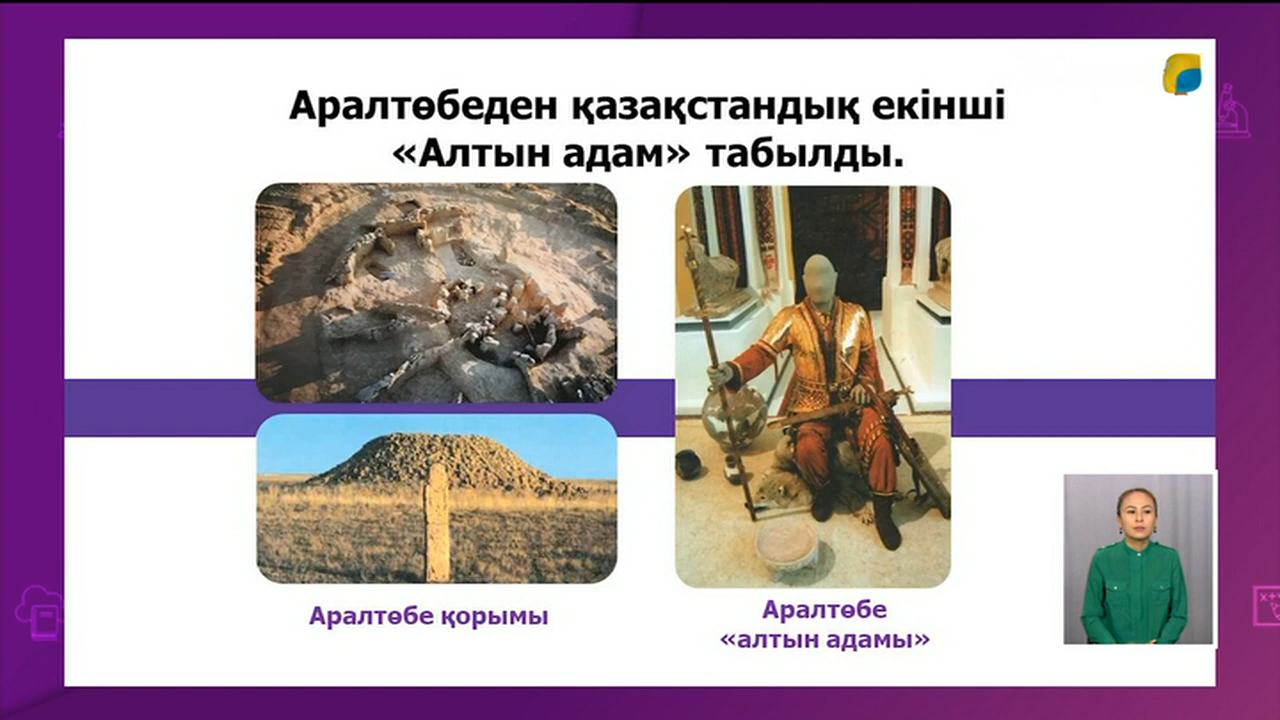 Аралтөбеден қазақстандық екінші
«Алтын адам» табылды.
Аралтөбе қорымы
Аралтөбе
«алтын адамы»